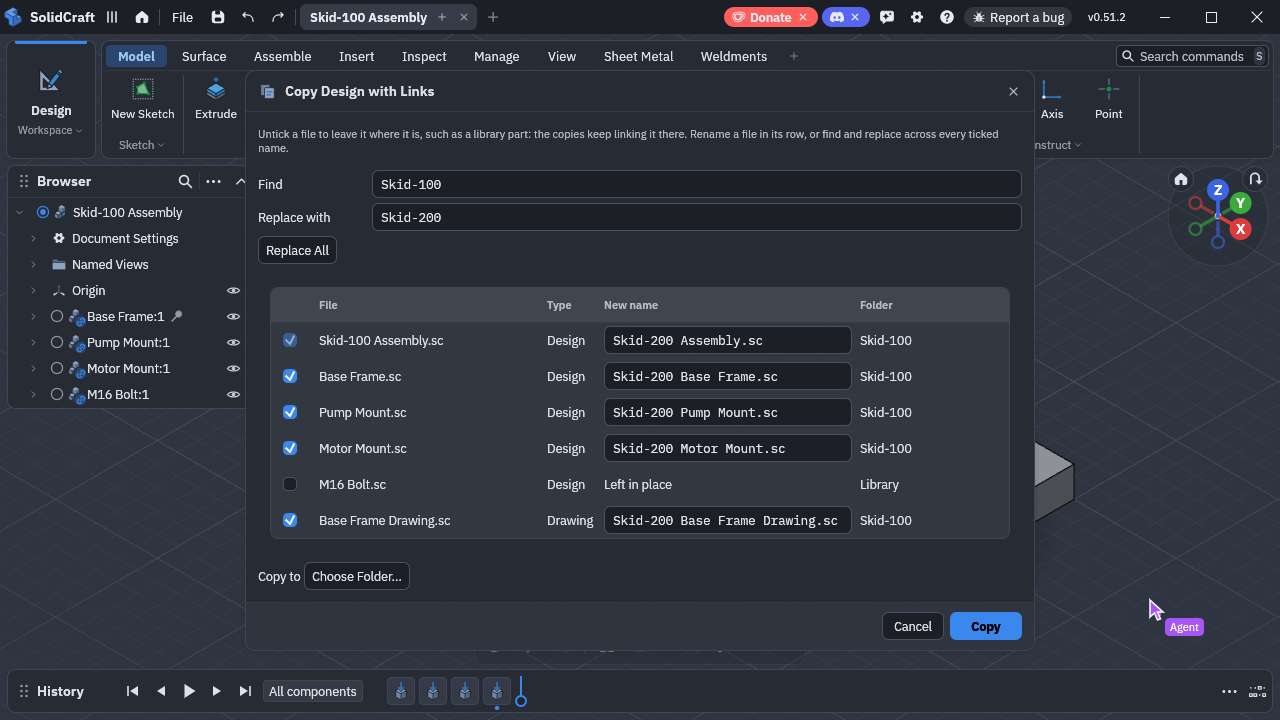 SolidCraft
File
Skid-100 Assembly
Donate
Report a bug
v0.51.2
Model
Surface
Assemble
Insert
Inspect
Manage
View
Sheet Metal
Weldments
Search commands
S
Design
Workspace
New Sketch
Extrude
Sketch
Axis
Point
nstruct
Copy Design with Links
Untick a file to leave it where it is, such as a library part: the copies keep linking it there. Rename a file in its row, or find and replace across every ticked
name.
Find
Skid-100
Replace with
Skid-200
Replace All
File
Type
New name
Folder
Skid-100 Assembly.sc
Design
Skid-200 Assembly.sc
Skid-100
Base Frame.sc
Design
Skid-200 Base Frame.sc
Skid-100
Pump Mount.sc
Design
Skid-200 Pump Mount.sc
Skid-100
Motor Mount.sc
Design
Skid-200 Motor Mount.sc
Skid-100
M16 Bolt.sc
Design
Left in place
Library
Base Frame Drawing.sc
Drawing
Skid-200 Base Frame Drawing.sc
Skid-100
Copy to
Choose Folder...
Cancel
Copy
Browser
Skid-100 Assembly
Document Settings
Named Views
Origin
Base Frame:1
Pump Mount:1
Motor Mount:1
M16 Bolt:1
Z
Y
X
Agent
History
All components